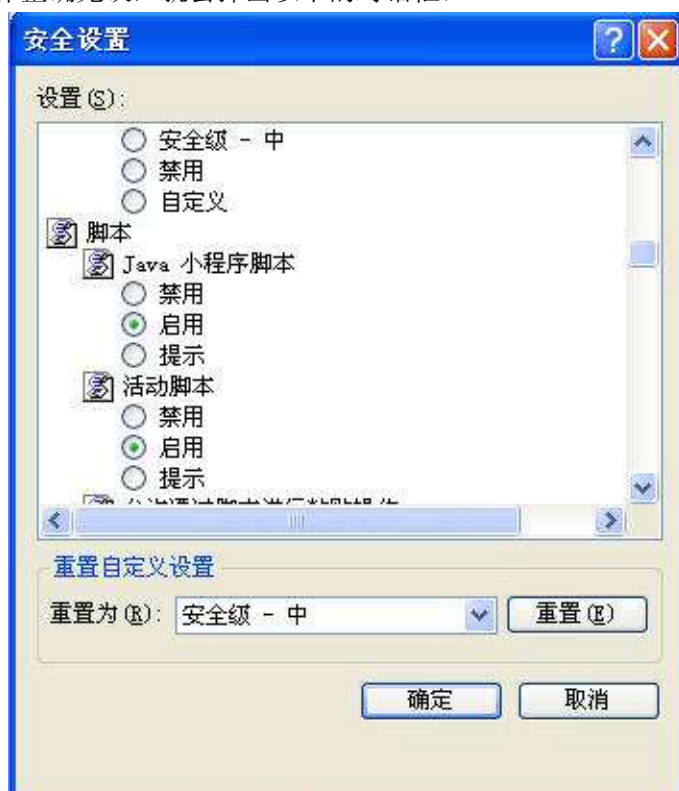 安全设置
设置(S):
安全级 - 中
禁用
自定义
脚本
Java 小程序脚本
禁用
启用
提示
活动脚本
禁用
启用
提示
重置自定义设置
重置为(R): 安全级 - 中 重置(E)
确定 取消